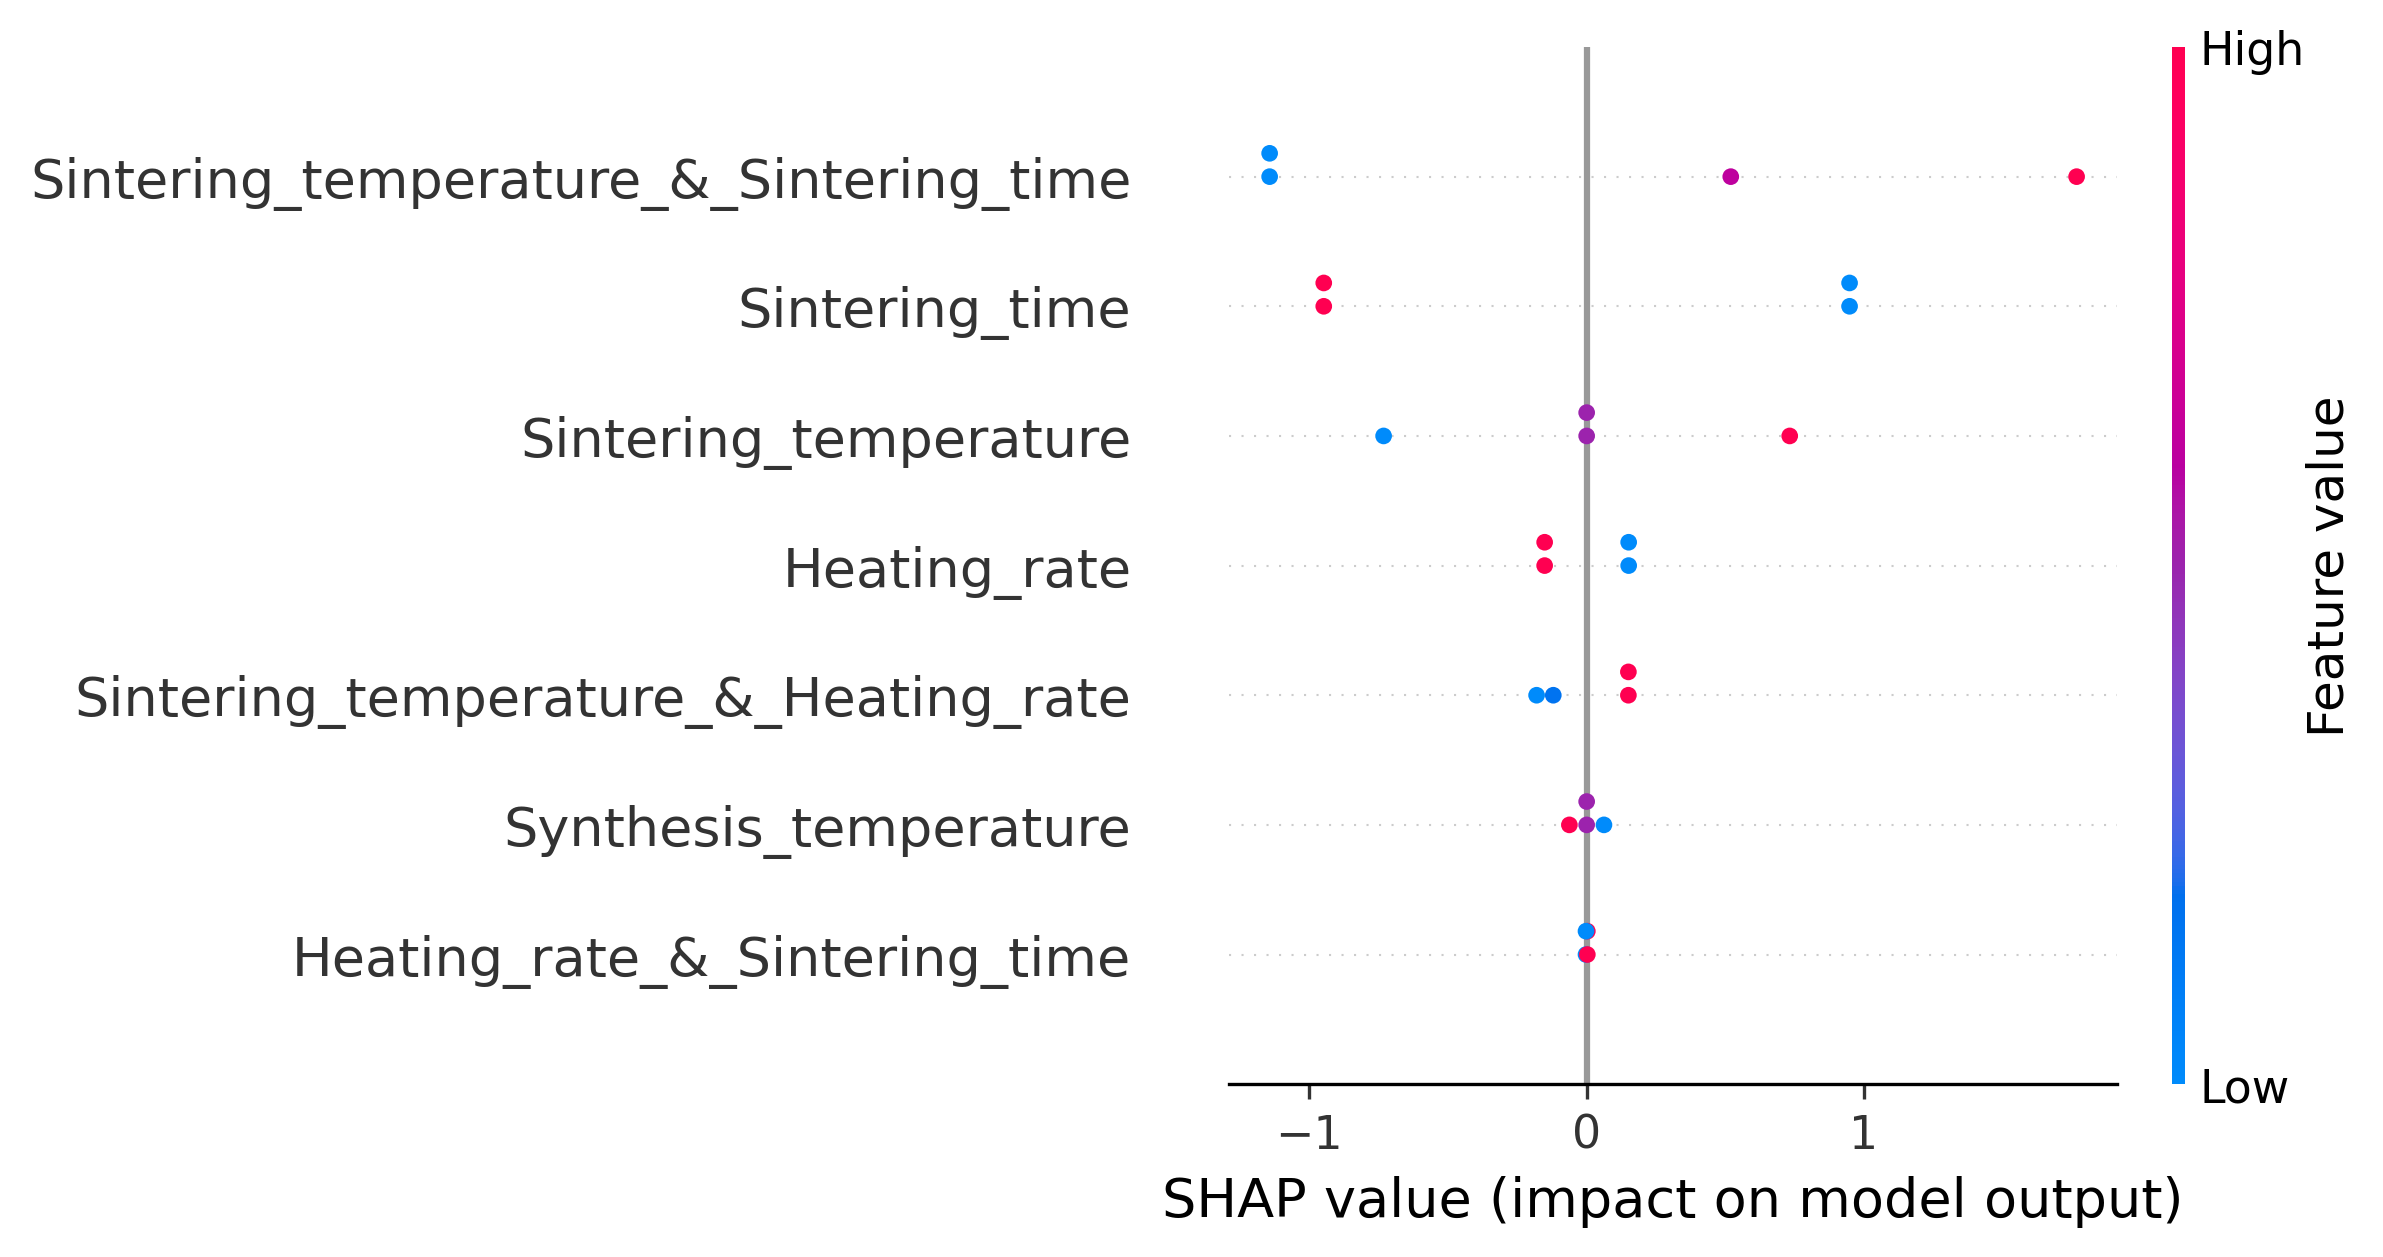 High
Sintering_temperature_&_Sintering_time
Sintering_time
Sintering_temperature
Heating_rate
Sintering_temperature_&_Heating_rate
Synthesis_temperature
Heating_rate_&_Sintering_time
Feature value
Low
−1 0 1
SHAP value (impact on model output)